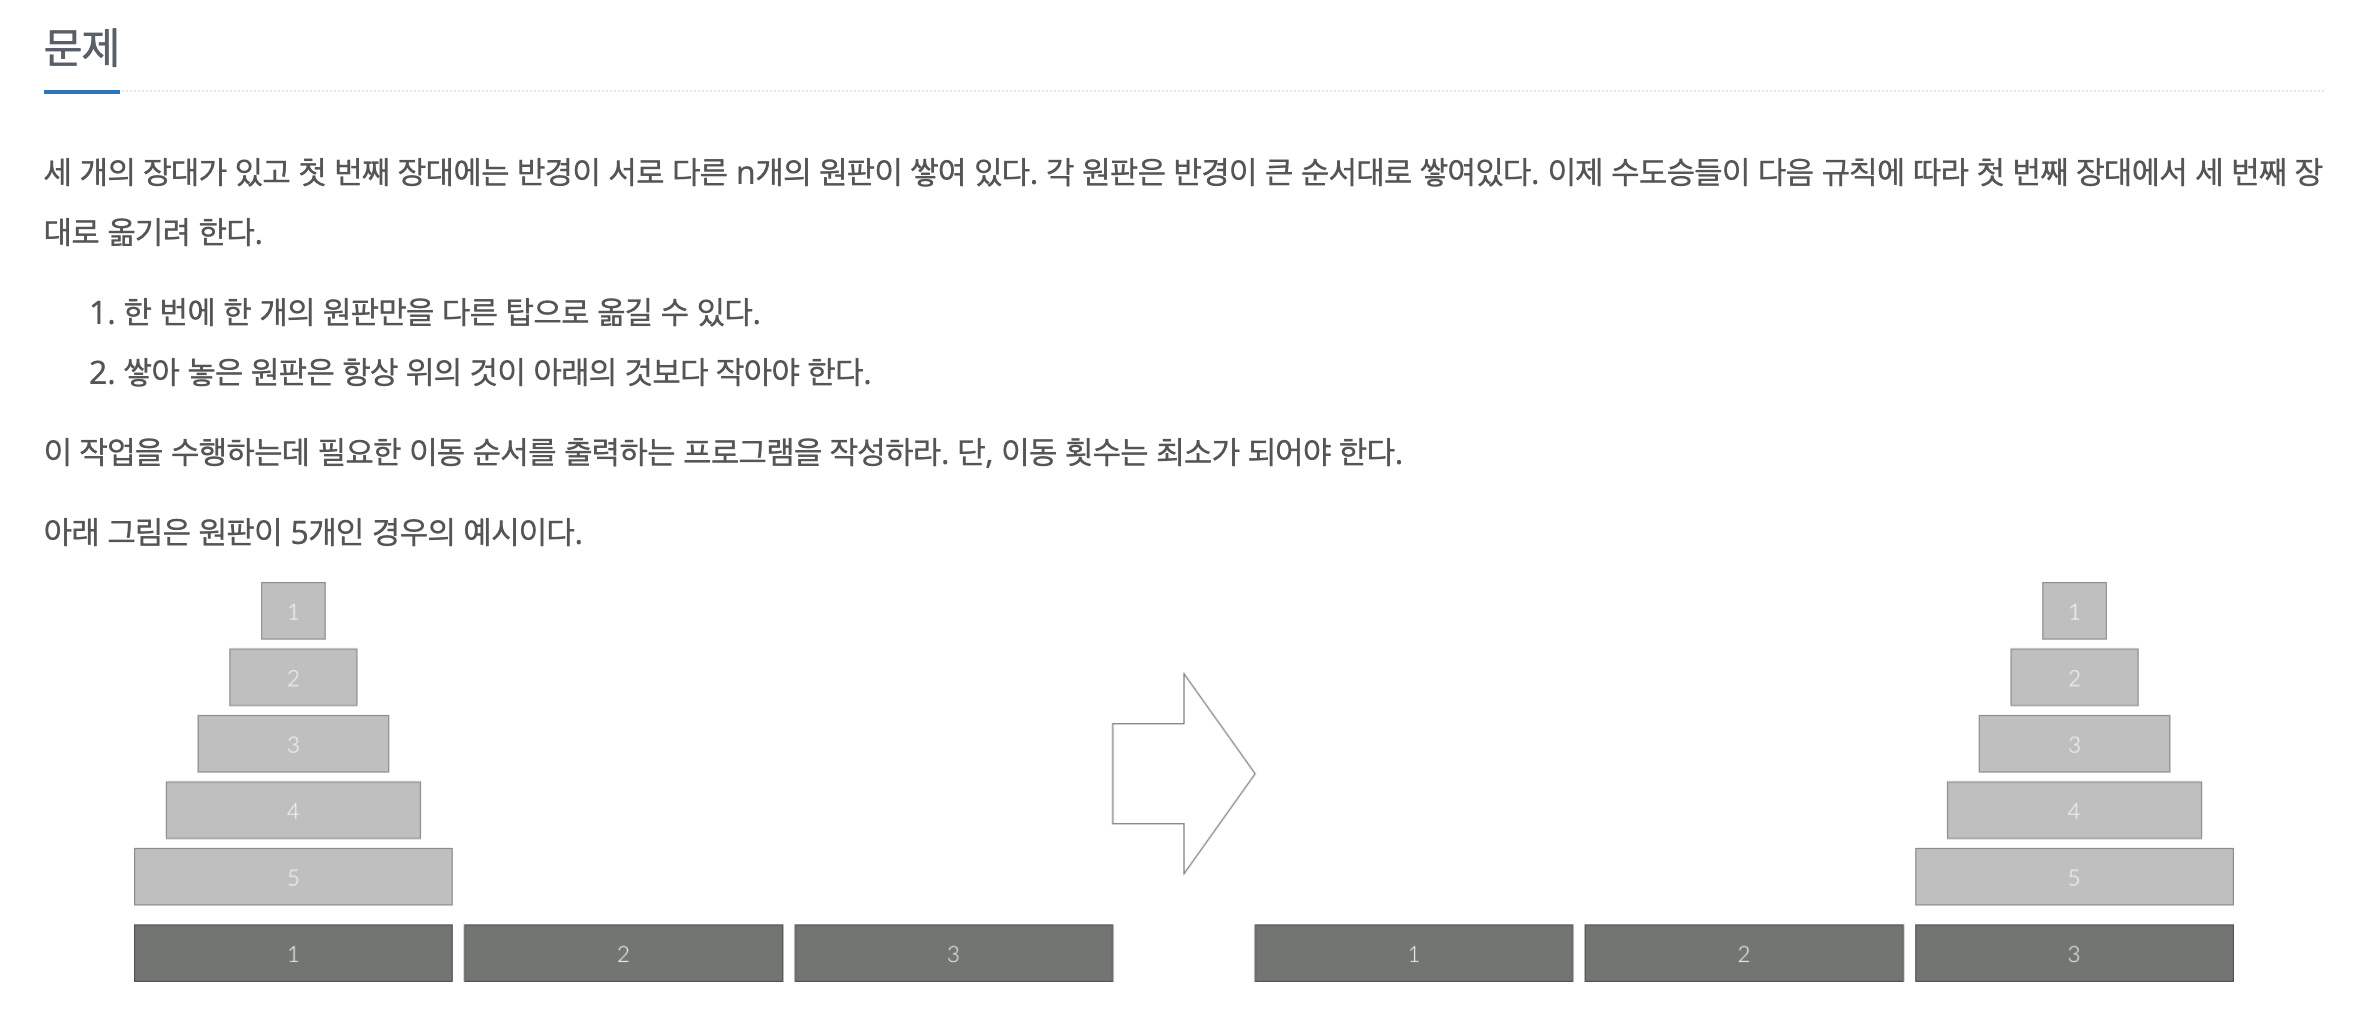 문제
세 개의 장대가 있고 첫 번째 장대에는 반경이 서로 다른 n개의 원판이 쌓여 있다. 각 원판은 반경이 큰 순서대로 쌓여있다. 이제 수도승들이 다음 규칙에 따라 첫 번째 장대에서 세 번째 장
대로 옮기려 한다.
1. 한 번에 한 개의 원판만을 다른 탑으로 옮길 수 있다.
2. 쌓아 놓은 원판은 항상 위의 것이 아래의 것보다 작아야 한다.
이 작업을 수행하는데 필요한 이동 순서를 출력하는 프로그램을 작성하라. 단, 이동 횟수는 최소가 되어야 한다.
아래 그림은 원판이 5개인 경우의 예시이다.
1 1
2 2
3 3
4 4
5 5
1 2 3 1 2 3